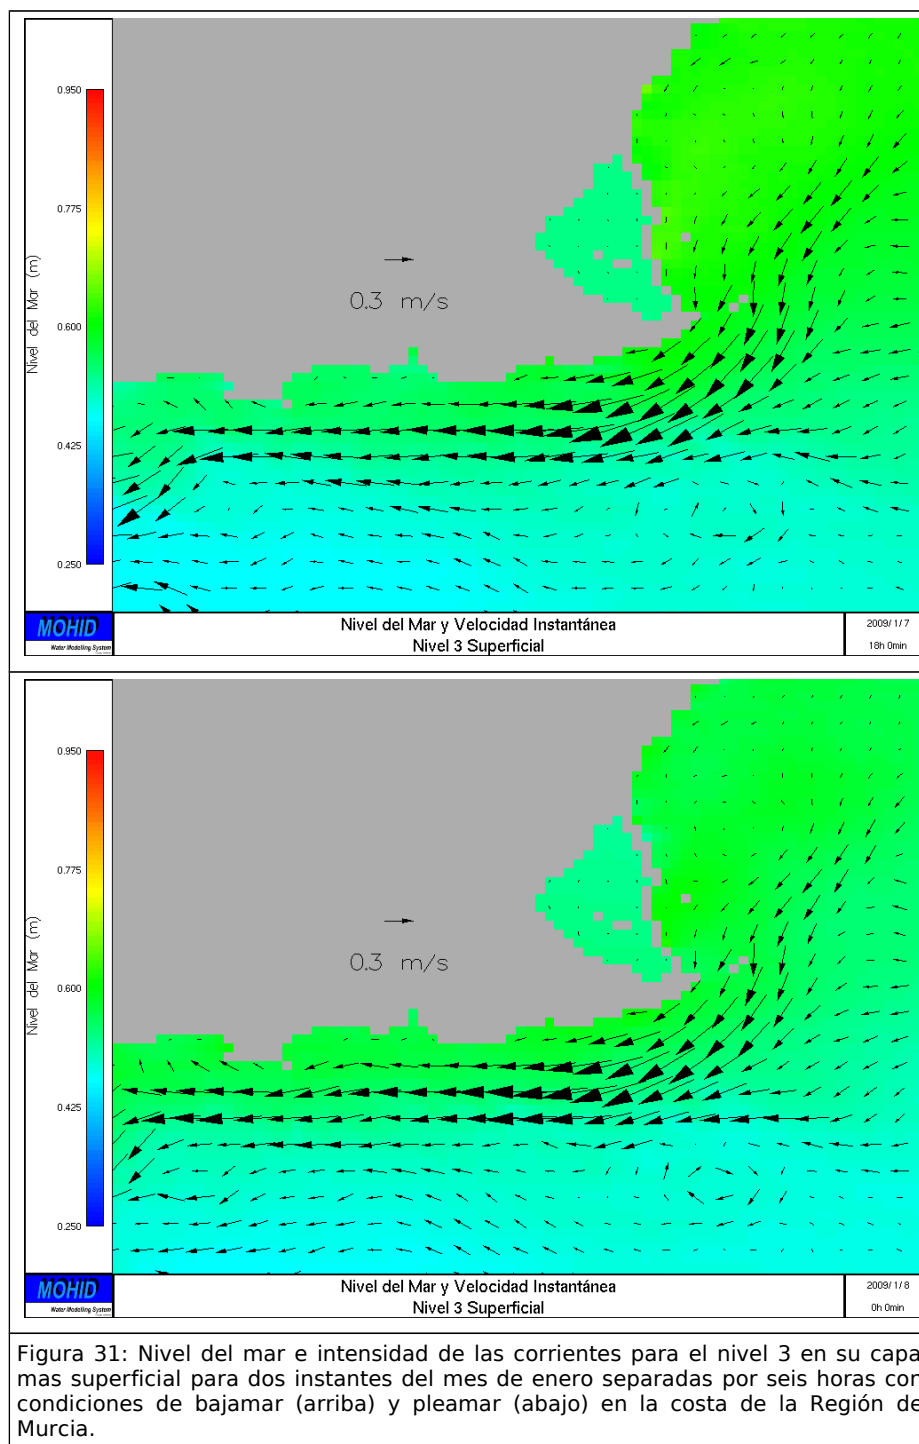 0.950
0.775
0.600
0.425
0.250
Nivel del Mar (m)
0.3 m/s
MOHID
Water Modelling System
Nivel del Mar y Velocidad Instantánea
Nivel 3 Superficial
2009/1/7
18h 0min
0.950
0.775
0.600
0.425
0.250
Nivel del Mar (m)
0.3 m/s
MOHID
Water Modelling System
Nivel del Mar y Velocidad Instantánea
Nivel 3 Superficial
2009/1/8
0h 0min
Figura 31: Nivel del mar e intensidad de las corrientes para el nivel 3 en su capa
mas superficial para dos instantes del mes de enero separadas por seis horas con
condiciones de bajamar (arriba) y pleamar (abajo) en la costa de la Región de
Murcia.